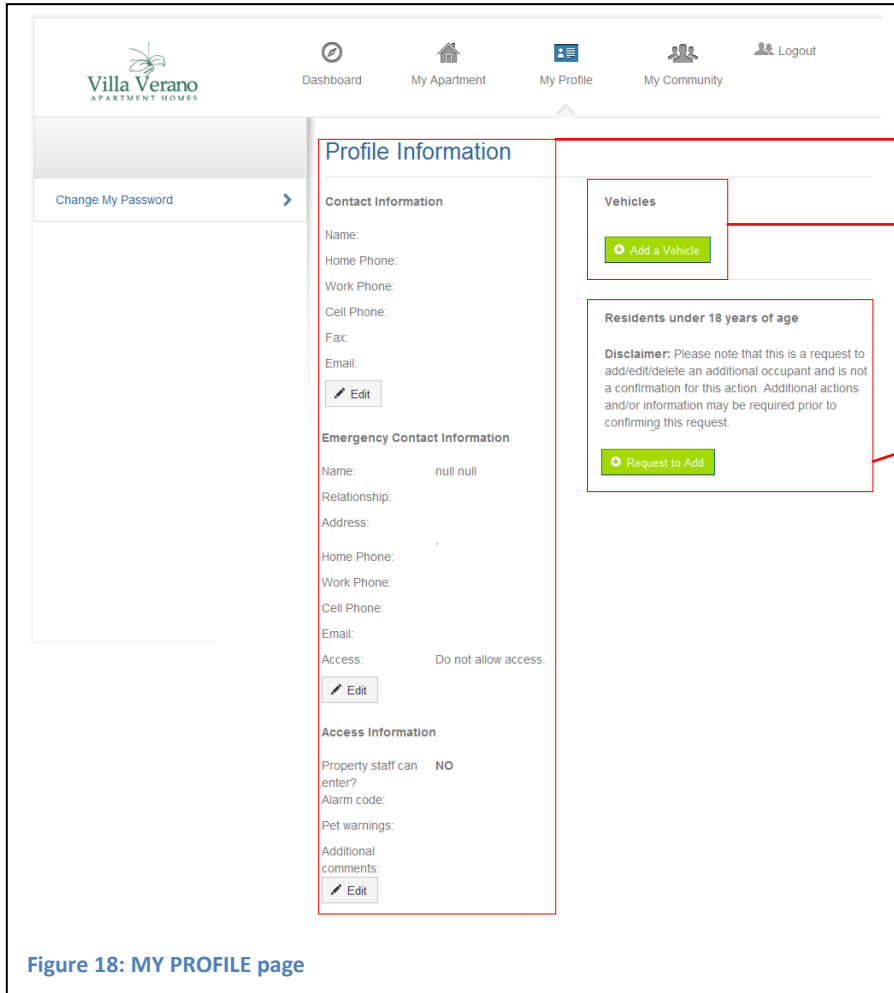 Villa Verano
APARTMENT HOMES
Dashboard
My Apartment
My Profile
My Community
Logout
Change My Password
Profile Information
Contact Information
Name:
Home Phone:
Work Phone:
Cell Phone:
Fax:
Email:
Edit
Emergency Contact Information
Name: null null
Relationship:
Address:
,
Home Phone:
Work Phone:
Cell Phone:
Email:
Access: Do not allow access.
Edit
Access Information
Property staff can NO
enter?
Alarm code:
Pet warnings:
Additional
comments:
Edit
Vehicles
Add a Vehicle
Residents under 18 years of age
Disclaimer: Please note that this is a request to
add/edit/delete an additional occupant and is not
a confirmation for this action. Additional actions
and/or information may be required prior to
confirming this request.
Request to Add
Figure 18: MY PROFILE page